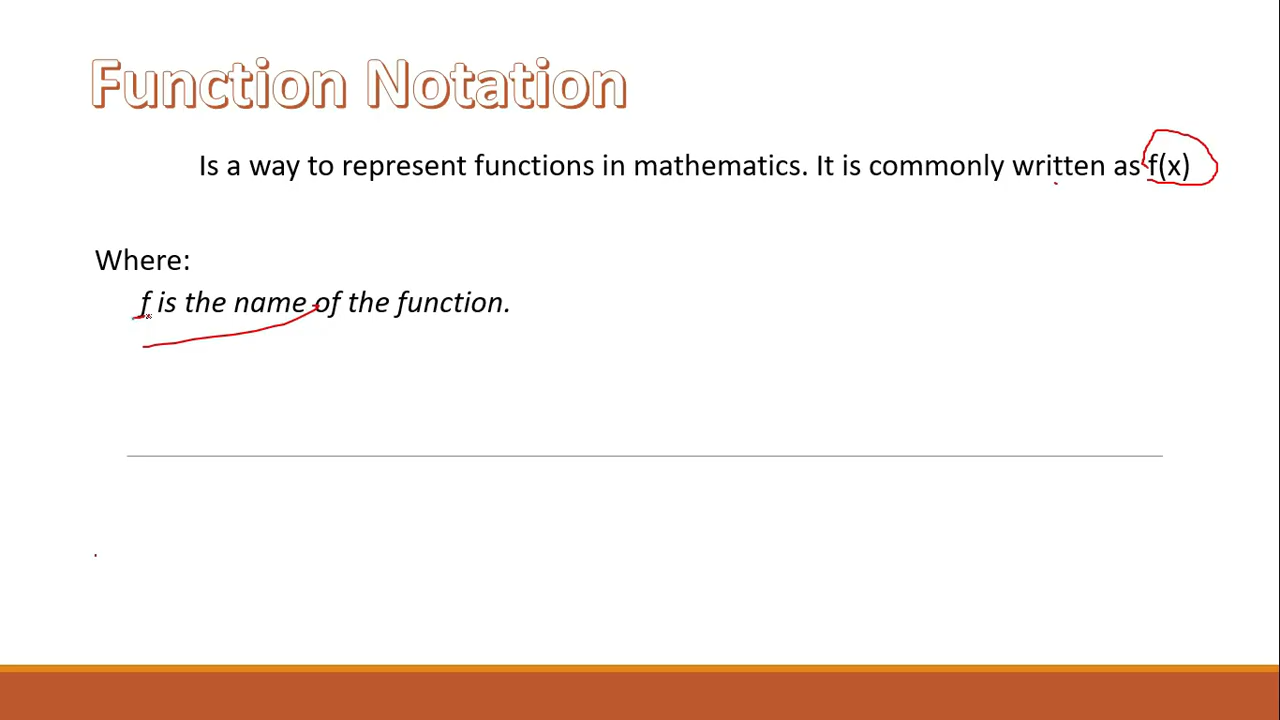 Function Notation
Is a way to represent functions in mathematics. It is commonly written as f(x)
Where:
f is the name of the function.
.